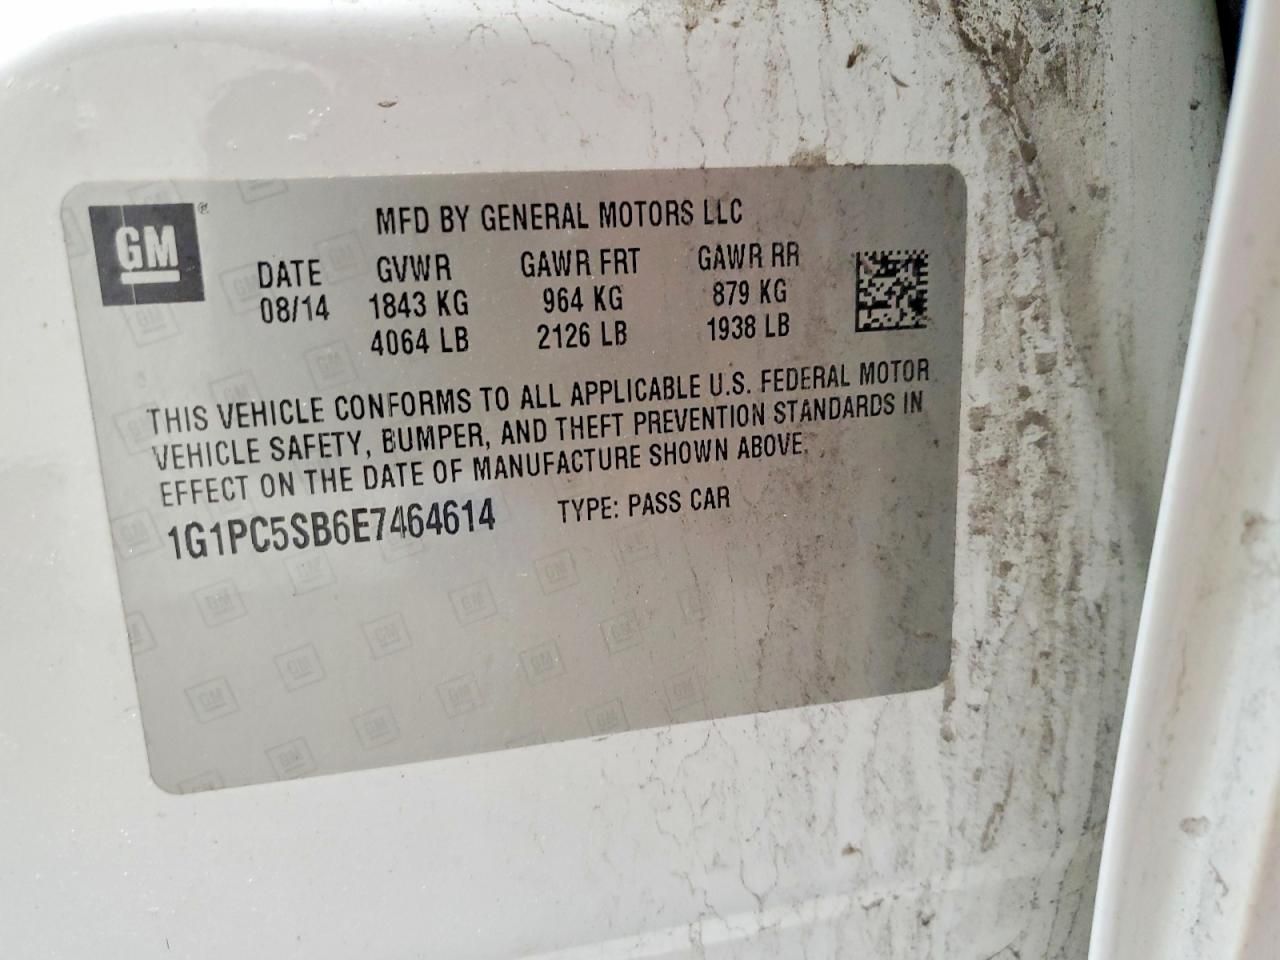 GM ®
MFD BY GENERAL MOTORS LLC
DATE GVWR GAWR FRT GAWR RR
08/14 1843 KG 964 KG 879 KG
4064 LB 2126 LB 1938 LB
THIS VEHICLE CONFORMS TO ALL APPLICABLE U.S. FEDERAL MOTOR
VEHICLE SAFETY, BUMPER, AND THEFT PREVENTION STANDARDS IN
EFFECT ON THE DATE OF MANUFACTURE SHOWN ABOVE.
1G1PC5SB6E7464614 TYPE: PASS CAR